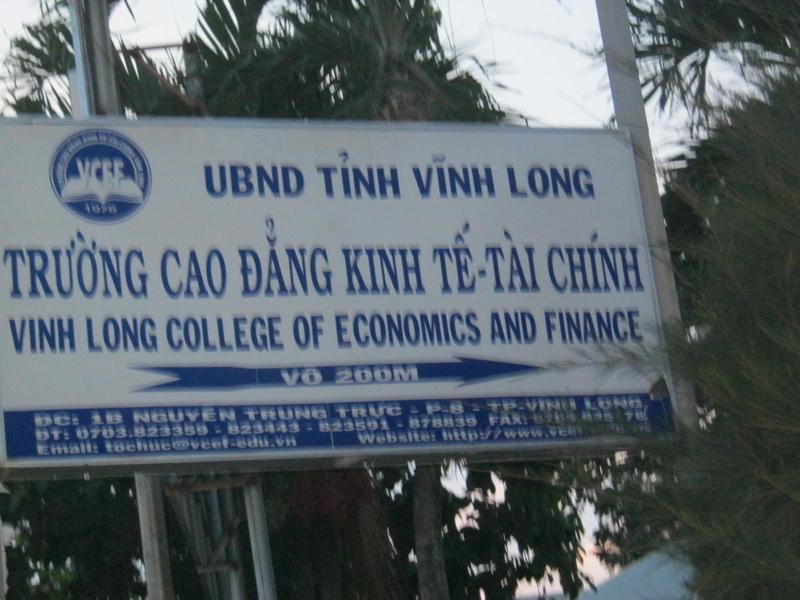 VCEF
1976
UBND TỈNH VĨNH LONG
TRƯỜNG CAO ĐẲNG KINH TẾ-TÀI CHÍNH
VINH LONG COLLEGE OF ECONOMICS AND FINANCE
VÔ 200M
ĐC: 1B NGUYỄN TRUNG TRỰC - P-8 - TP-VĨNH LONG
ĐT: 0703.823359 - 823443 - 823591 - 878839 FAX:
Email: tochuc@vcef-edu.vn Website: http://www.